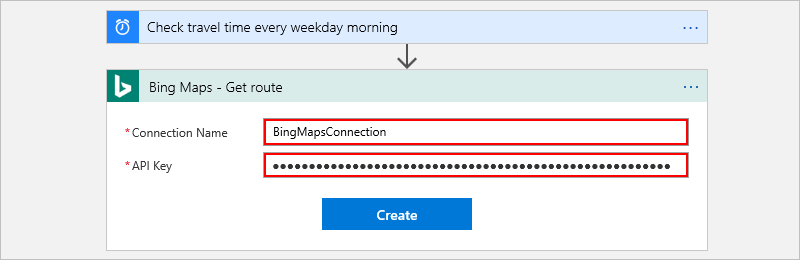 Check travel time every weekday morning
Bing Maps - Get route
*Connection Name BingMapsConnection
*API Key ●●●●●●●●●●●●●●●●●●●●●●●●●●●●●●●●●●●●●●●●●●●●●●●●●●●●●●●●
Create